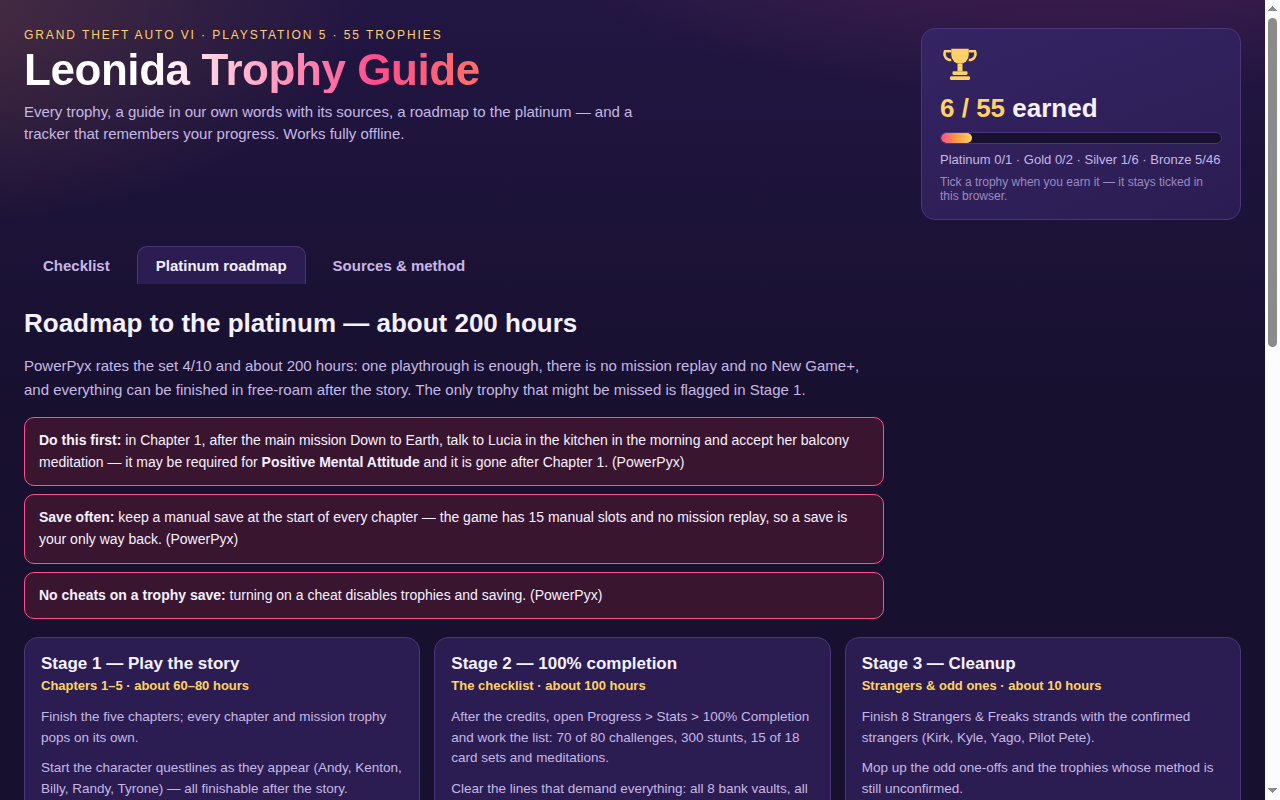 GRAND THEFT AUTO VI · PLAYSTATION 5 · 55 TROPHIES
Leonida Trophy Guide
Every trophy, a guide in our own words with its sources, a roadmap to the platinum — and a
tracker that remembers your progress. Works fully offline.
6 / 55 earned
Platinum 0/1 · Gold 0/2 · Silver 1/6 · Bronze 5/46
Tick a trophy when you earn it — it stays ticked in
this browser.
Checklist
Platinum roadmap
Sources & method
Roadmap to the platinum — about 200 hours
PowerPyx rates the set 4/10 and about 200 hours: one playthrough is enough, there is no mission replay and no New Game+,
and everything can be finished in free-roam after the story. The only trophy that might be missed is flagged in Stage 1.
Do this first: in Chapter 1, after the main mission Down to Earth, talk to Lucia in the kitchen in the morning and accept her balcony
meditation — it may be required for Positive Mental Attitude and it is gone after Chapter 1. (PowerPyx)
Save often: keep a manual save at the start of every chapter — the game has 15 manual slots and no mission replay, so a save is
your only way back. (PowerPyx)
No cheats on a trophy save: turning on a cheat disables trophies and saving. (PowerPyx)
Stage 1 — Play the story
Chapters 1–5 · about 60–80 hours
Finish the five chapters; every chapter and mission trophy
pops on its own.
Start the character questlines as they appear (Andy, Kenton,
Billy, Randy, Tyrone) — all finishable after the story.
Stage 2 — 100% completion
The checklist · about 100 hours
After the credits, open Progress > Stats > 100% Completion
and work the list: 70 of 80 challenges, 300 stunts, 15 of 18
card sets and meditations.
Clear the lines that demand everything: all 8 bank vaults, all
Stage 3 — Cleanup
Strangers & odd ones · about 10 hours
Finish 8 Strangers & Freaks strands with the confirmed
strangers (Kirk, Kyle, Yago, Pilot Pete).
Mop up the odd one-offs and the trophies whose method is
still unconfirmed.